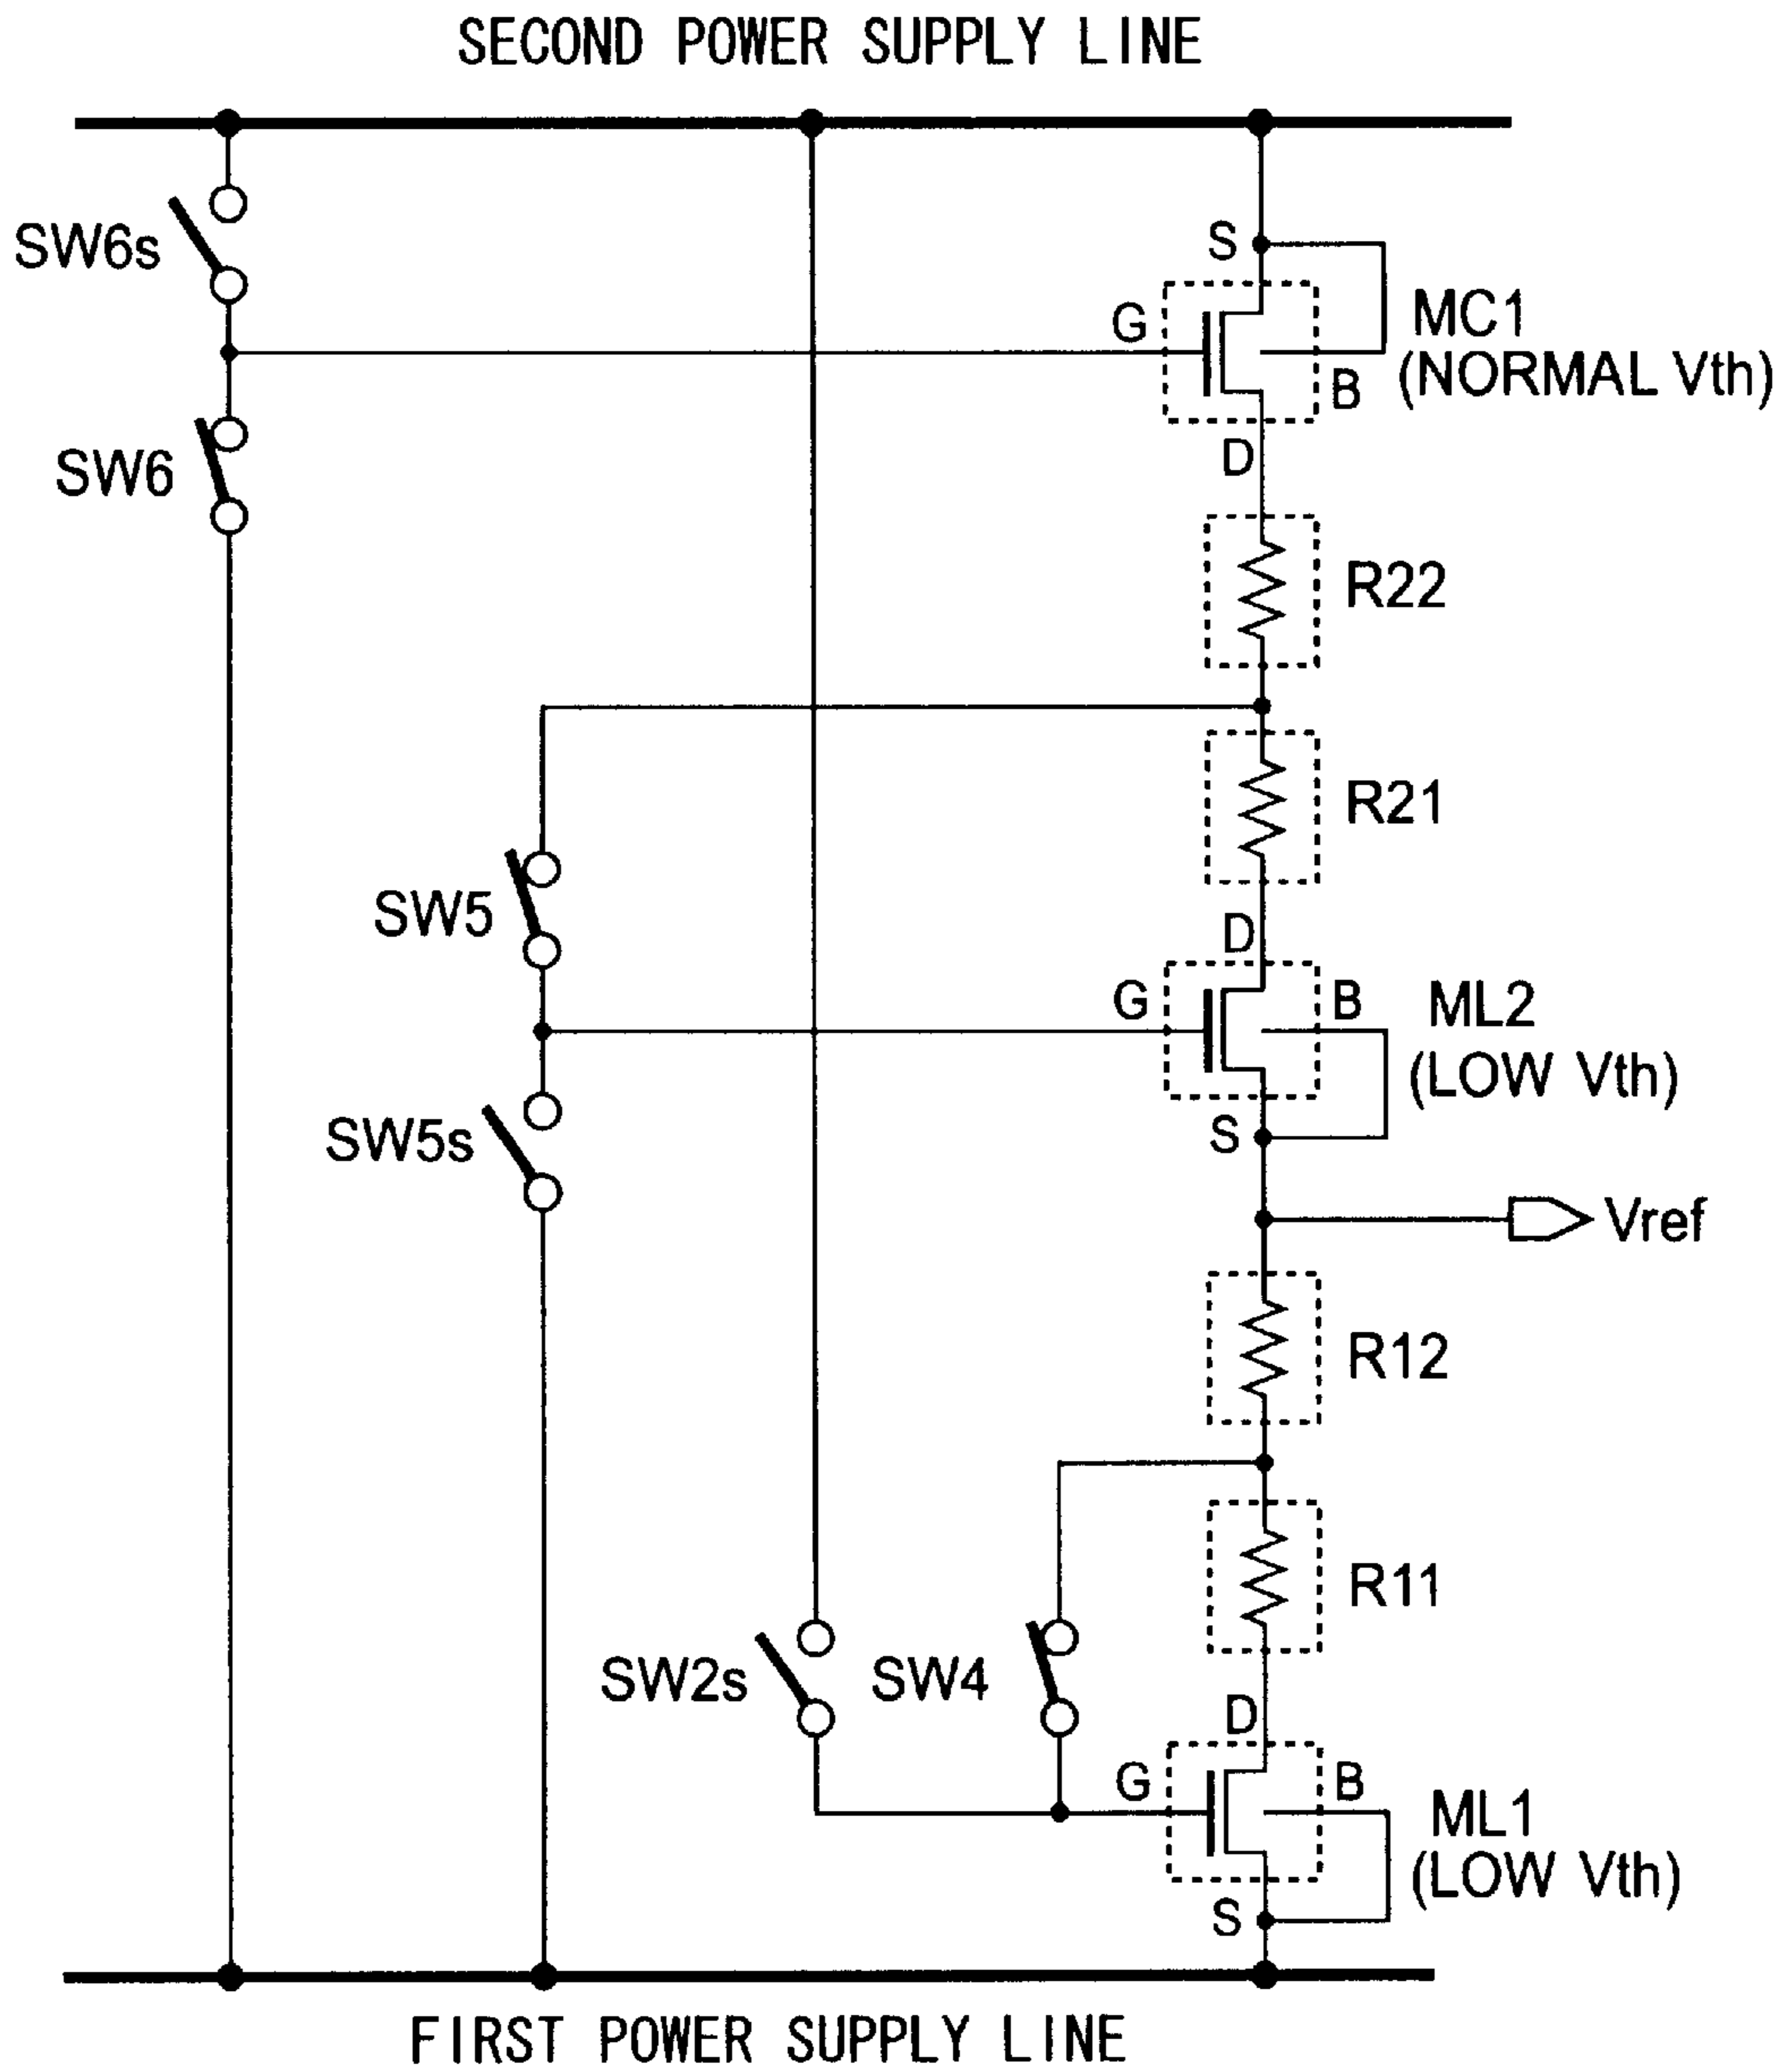 SECOND POWER SUPPLY LINE
SW6s
S
G
MC1
(NORMAL Vth)
B
SW6
D
R22
R21
SW5
D
G
B
ML2
(LOW Vth)
SW5s
S
Vref
R12
R11
SW2s
SW4
D
G
B
ML1
(LOW Vth)
S
FIRST POWER SUPPLY LINE